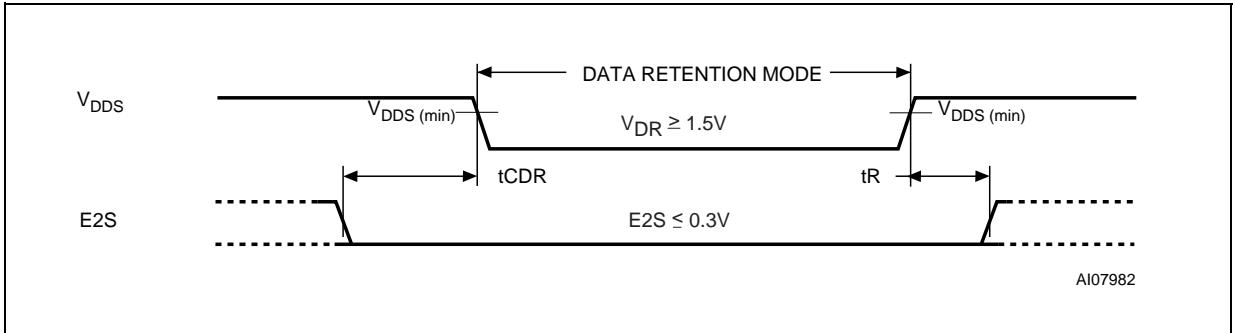 DATA RETENTION MODE
VDDS
VDDS (min)
VDR ≥ 1.5V
VDDS (min)
tCDR
tR
E2S
E2S ≤ 0.3V
AI07982